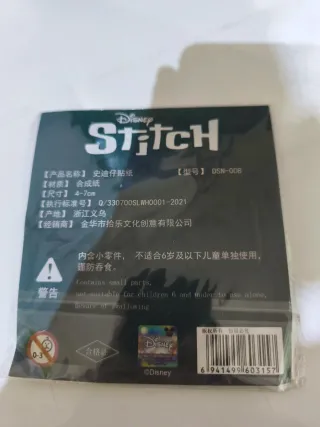 Disney
Stitch
【产品名称】 史迪仔贴纸 【型号】 DSN-006
【材质】 合成纸
【尺寸】 4-7cm
【执行标准号】 Q/330700SLWH0001-2021
【产地】 浙江义乌
【经销商】 金华市拾乐文化创意有限公司
内含小零件, 不适合6岁及以下儿童单独使用,
谨防吞食。
警告
Contains small parts,
Not suitable for children 6 and under to use alone,
Beware of swallowing
0-3
合格证
©Disney
6941499603157